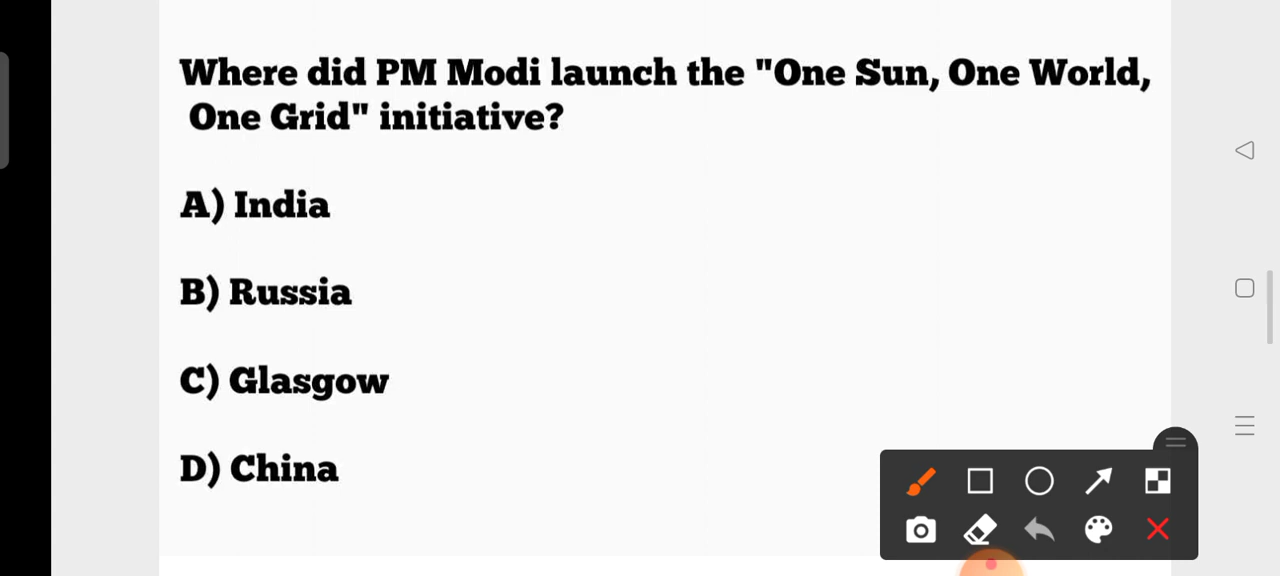 Where did PM Modi launch the "One Sun, One World,
One Grid" initiative?
A) India
B) Russia
C) Glasgow
D) China